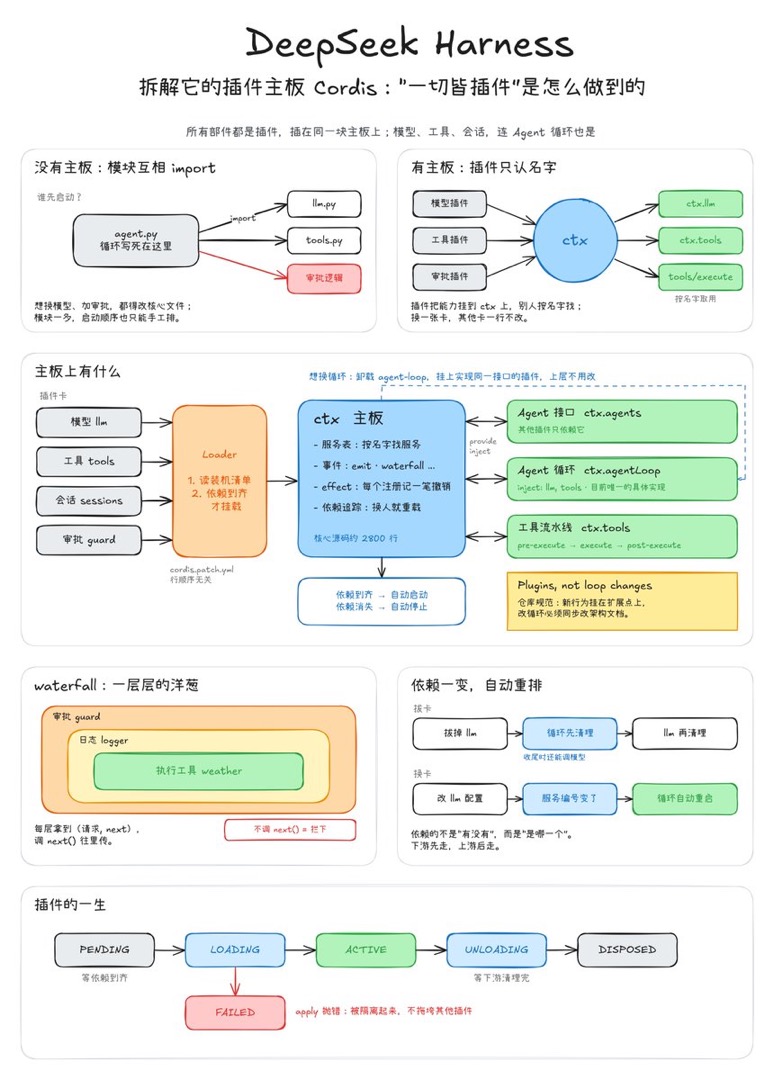 DeepSeek Harness
拆解它的插件主板 Cordis："一切皆插件"是怎么做到的
所有部件都是插件，插在同一块主板上；模型、工具、会话，连 Agent 循环也是
没有主板：模块互相 import
谁先启动？
agent.py
循环写死在这里
import
llm.py
tools.py
审批逻辑
想换模型、加审批，都得改核心文件；
模块一多，启动顺序也只能手工排。
有主板：插件只认名字
模型插件
工具插件
审批插件
ctx
ctx.llm
ctx.tools
tools/execute
按名字取用
插件把能力挂到 ctx 上，别人按名字找；
换一张卡，其他卡一行不改。
主板上有什么
想换循环：卸载 agent-loop，挂上实现同一接口的插件，上层不用改
插件卡
模型 llm
工具 tools
会话 sessions
审批 guard
Loader
1. 读装机清单
2. 依赖到齐
才挂载
cordis.patch.yml
行顺序无关
ctx 主板
- 服务表：按名字找服务
- 事件：emit · waterfall ...
- effect：每个注册记一笔撤销
- 依赖追踪：换人就重载
核心源码约 2800 行
provide
inject
依赖到齐 → 自动启动
依赖消失 → 自动停止
Agent 接口 ctx.agents
其他插件只依赖它
Agent 循环 ctx.agentLoop
inject: llm, tools · 目前唯一的具体实现
工具流水线 ctx.tools
pre-execute → execute → post-execute
Plugins, not loop changes
仓库规范：新行为挂在扩展点上，
改循环必须同步改架构文档。
waterfall：一层层的洋葱
审批 guard
日志 logger
执行工具 weather
每层拿到（请求, next），
调 next() 往里传。
不调 next() = 拦下
依赖一变，自动重排
拔卡
拔掉 llm
循环先清理
llm 再清理
收尾时还能调模型
换卡
改 llm 配置
服务编号变了
循环自动重启
依赖的不是"有没有"，而是"是哪一个"。
下游先走，上游后走。
插件的一生
PENDING
LOADING
ACTIVE
UNLOADING
DISPOSED
等依赖到齐
等下游清理完
FAILED
apply 抛错：被隔离起来，不拖垮其他插件